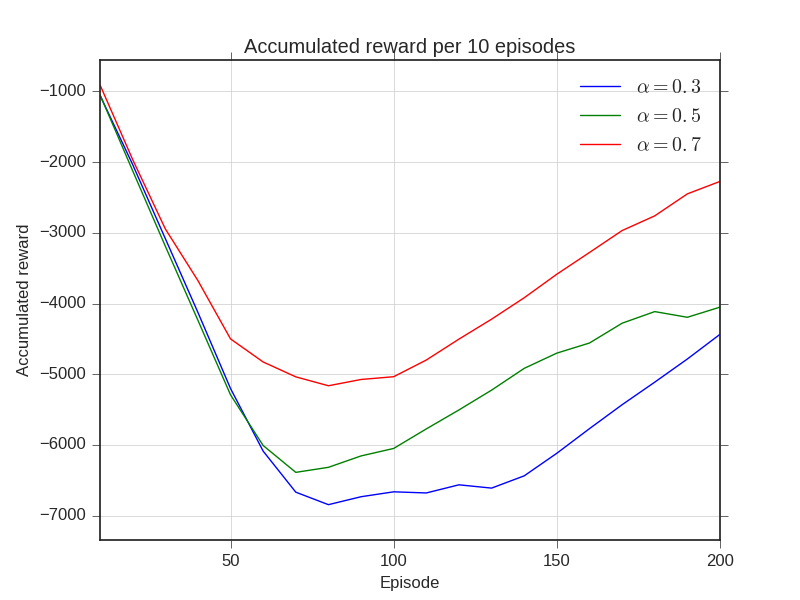 Accumulated reward per 10 episodes
α = 0.3
α = 0.5
α = 0.7
−1000
−2000
−3000
−4000
−5000
−6000
−7000
Accumulated reward
50 100 150 200
Episode